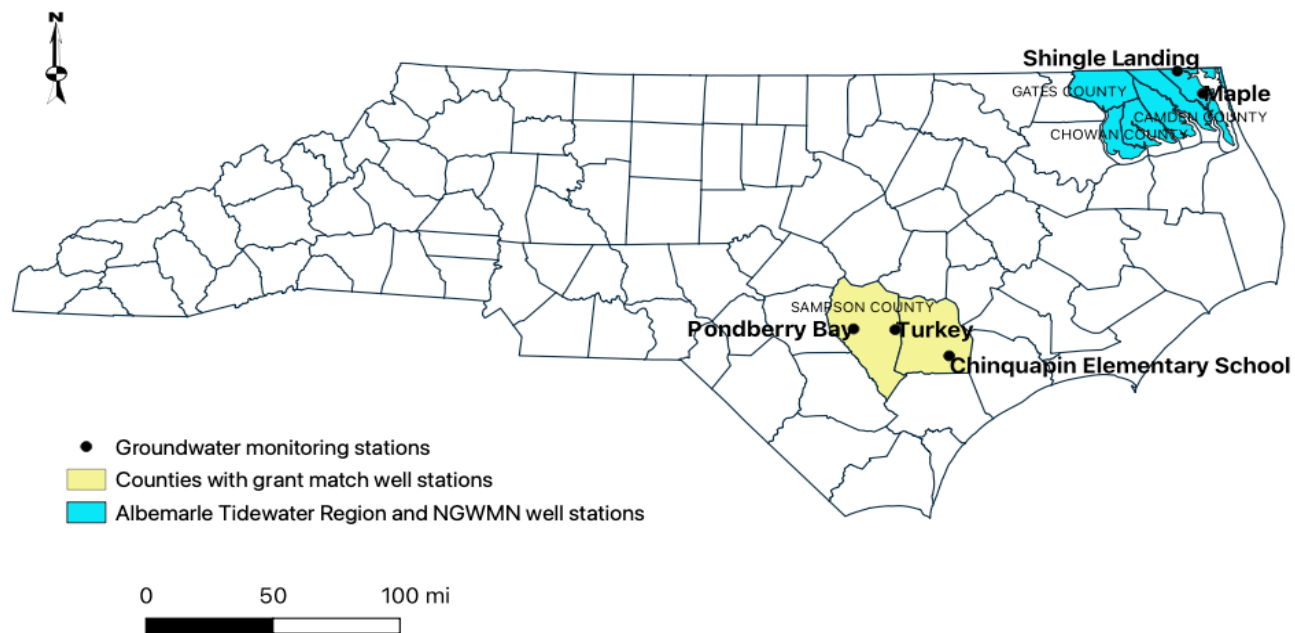 N
Shingle Landing
GATES COUNTY
Maple
CAMDEN COUNTY
CHOWAN COUNTY
SAMPSON COUNTY
Pondberry Bay
Turkey
Chinquapin Elementary School
Groundwater monitoring stations
Counties with grant match well stations
Albemarle Tidewater Region and NGWMN well stations
0 50 100 mi